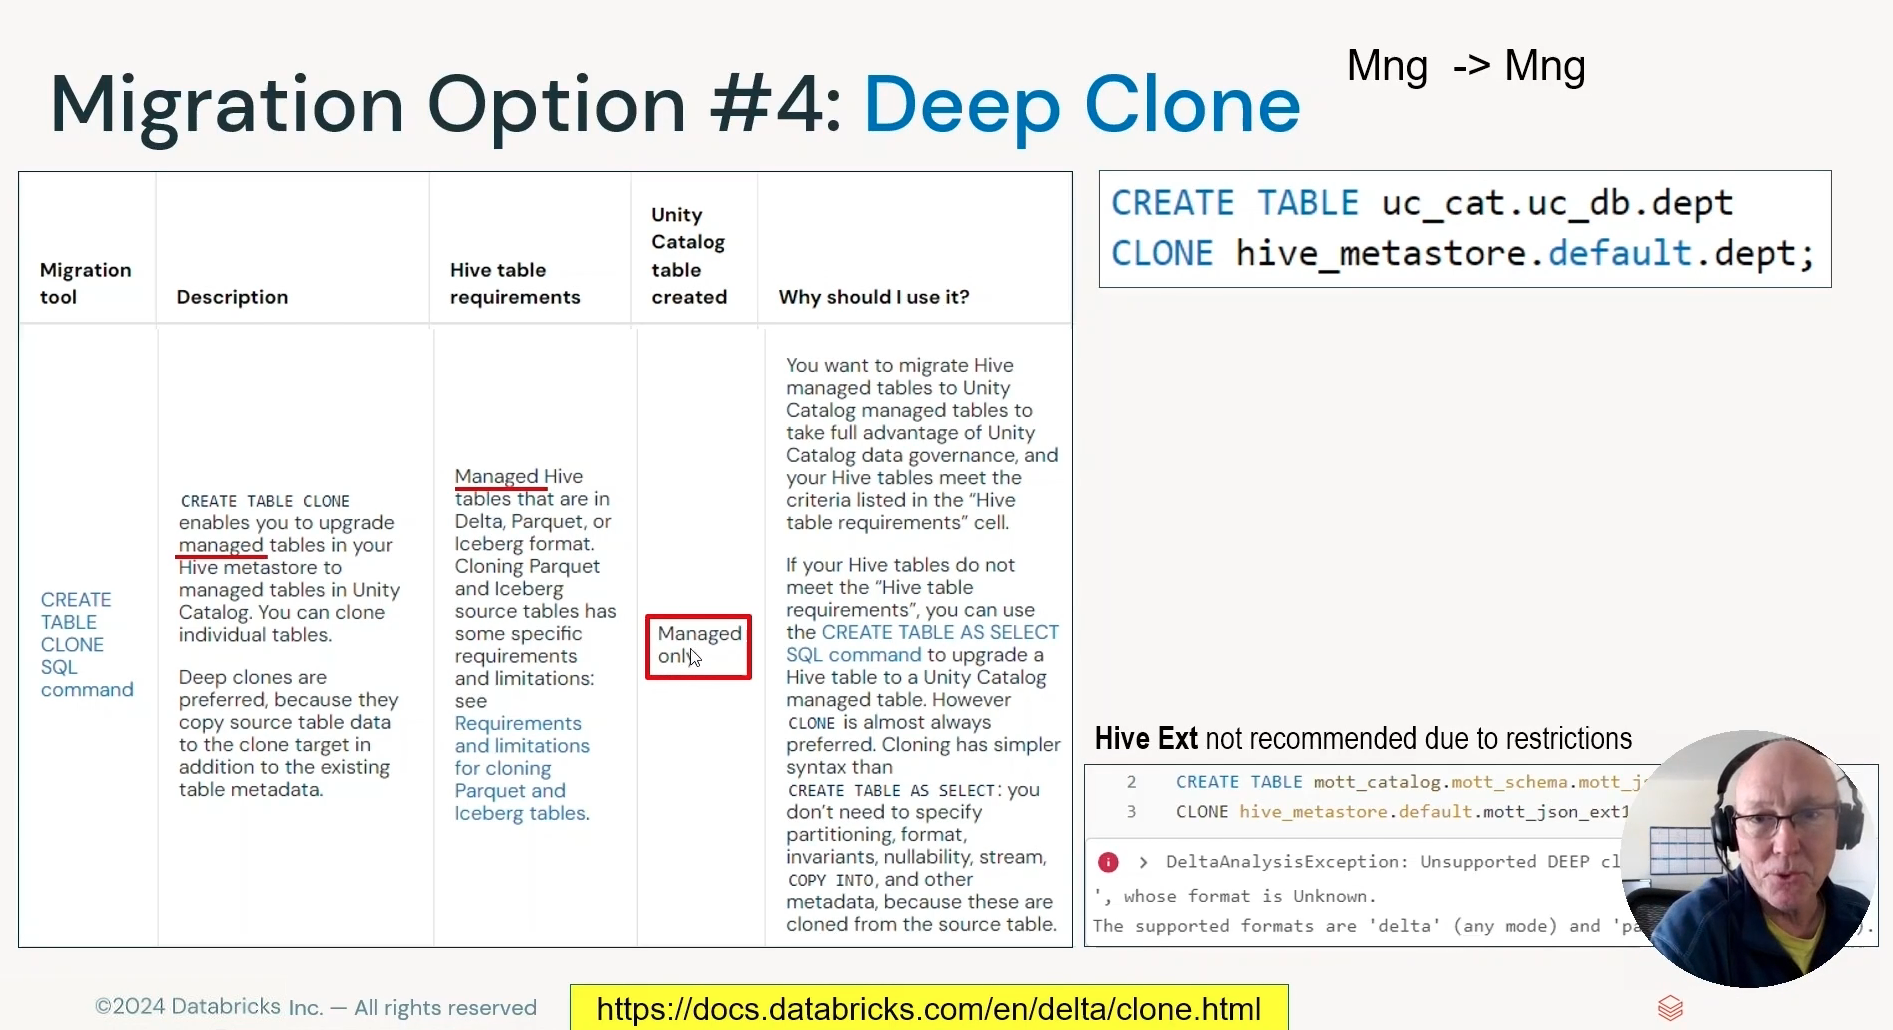 Migration Option #4: Deep Clone
Mng -> Mng
Migration
tool
Description
Hive table
requirements
Unity
Catalog
table
created
Why should I use it?
CREATE
TABLE
CLONE
SQL
command
CREATE TABLE CLONE
enables you to upgrade
managed tables in your
Hive metastore to
managed tables in Unity
Catalog. You can clone
individual tables.
Deep clones are
preferred, because they
copy source table data
to the clone target in
addition to the existing
table metadata.
Managed Hive
tables that are in
Delta, Parquet, or
Iceberg format.
Cloning Parquet
and Iceberg
source tables has
some specific
requirements
and limitations:
see
Requirements
and limitations
for cloning
Parquet and
Iceberg tables.
Managed
only
You want to migrate Hive
managed tables to Unity
Catalog managed tables to
take full advantage of Unity
Catalog data governance, and
your Hive tables meet the
criteria listed in the “Hive
table requirements” cell.
If your Hive tables do not
meet the “Hive table
requirements”, you can use
the CREATE TABLE AS SELECT
SQL command to upgrade a
Hive table to a Unity Catalog
managed table. However
CLONE is almost always
preferred. Cloning has simpler
syntax than
CREATE TABLE AS SELECT: you
don’t need to specify
partitioning, format,
invariants, nullability, stream,
COPY INTO, and other
metadata, because these are
cloned from the source table.
CREATE TABLE uc_cat.uc_db.dept
CLONE hive_metastore.default.dept;
Hive Ext not recommended due to restrictions
2 CREATE TABLE mott_catalog.mott_schema.mott_
3 CLONE hive_metastore.default.mott_json_ext1
DeltaAnalysisException: Unsupported DEEP cl
', whose format is Unknown.
The supported formats are 'delta' (any mode) and 'pa
©2024 Databricks Inc. — All rights reserved
https://docs.databricks.com/en/delta/clone.html